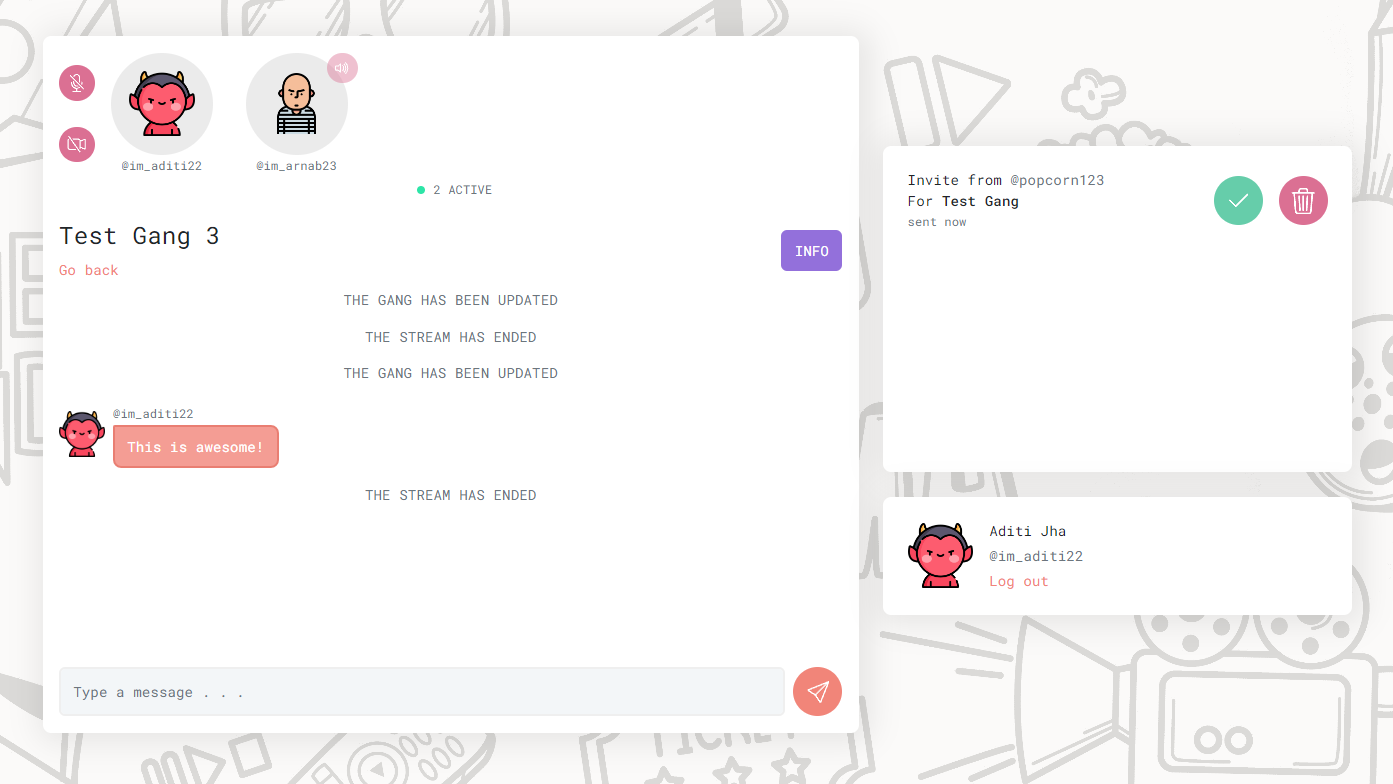 @im_aditi22
@im_arnab23
2 ACTIVE
Test Gang 3
Go back
INFO
THE GANG HAS BEEN UPDATED
THE STREAM HAS ENDED
THE GANG HAS BEEN UPDATED
@im_aditi22
This is awesome!
THE STREAM HAS ENDED
Type a message . . .
Invite from @popcorn123
For Test Gang
sent now
Aditi Jha
@im_aditi22
Log out
TICKET